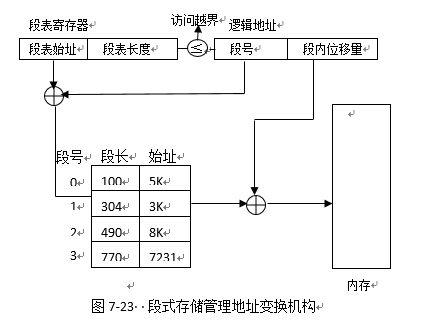 段表寄存器 访问越界 逻辑地址
段表始址 段表长度 ≤ 段号 段内位移量
段号 段长 始址
0 100 5K
1 304 3K
2 490 8K
3 770 7231
内存
图 7-23··段式存储管理地址变换机构